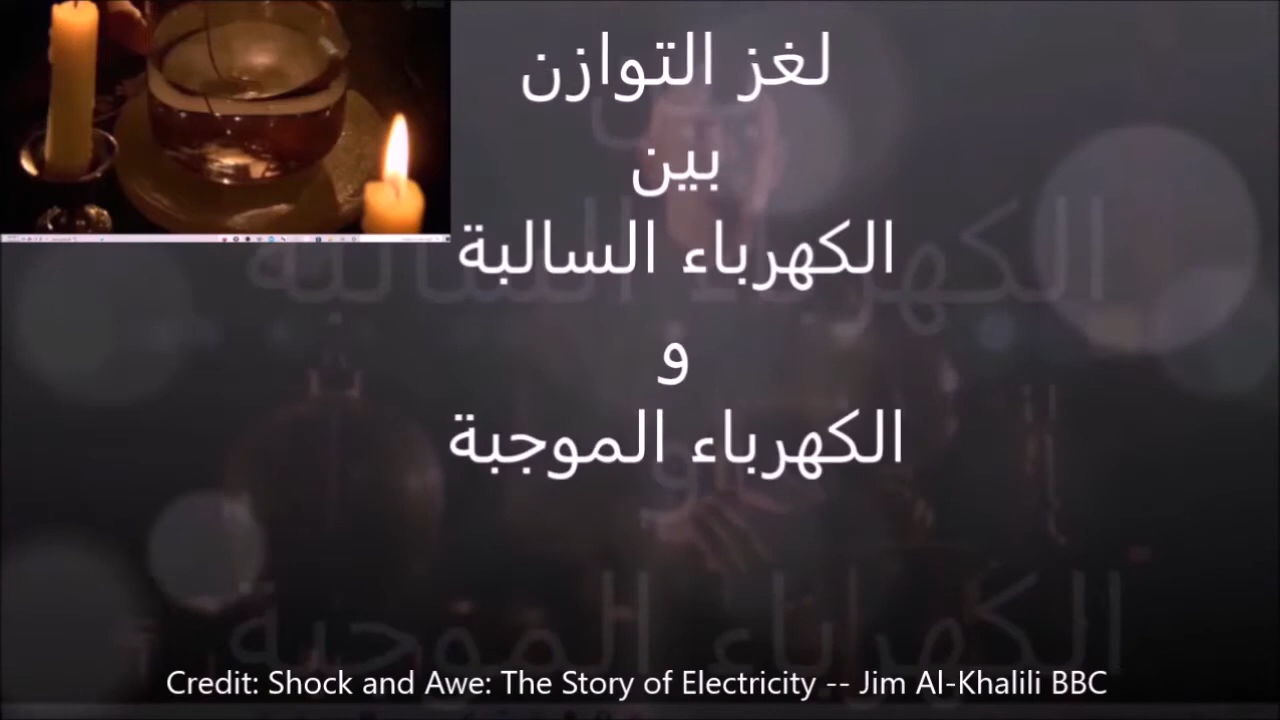 لغز التوازن
بين
الكهرباء السالبة
و
الكهرباء الموجبة
Credit: Shock and Awe: The Story of Electricity -- Jim Al-Khalili BBC